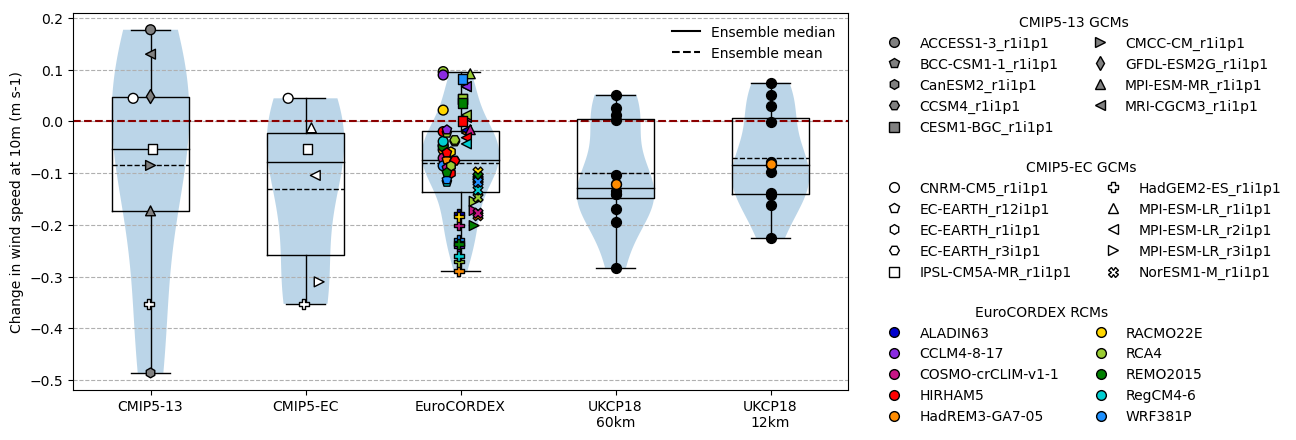 Change in wind speed at 10m (m s-1)
0.2
0.1
0.0
−0.1
−0.2
−0.3
−0.4
−0.5
Ensemble median
Ensemble mean
CMIP5-13
CMIP5-EC
EuroCORDEX
UKCP18
60km
UKCP18
12km
CMIP5-13 GCMs
ACCESS1-3_r1i1p1
BCC-CSM1-1_r1i1p1
CanESM2_r1i1p1
CCSM4_r1i1p1
CESM1-BGC_r1i1p1
CMCC-CM_r1i1p1
GFDL-ESM2G_r1i1p1
MPI-ESM-MR_r1i1p1
MRI-CGCM3_r1i1p1
CMIP5-EC GCMs
CNRM-CM5_r1i1p1
EC-EARTH_r12i1p1
EC-EARTH_r1i1p1
EC-EARTH_r3i1p1
IPSL-CM5A-MR_r1i1p1
HadGEM2-ES_r1i1p1
MPI-ESM-LR_r1i1p1
MPI-ESM-LR_r2i1p1
MPI-ESM-LR_r3i1p1
NorESM1-M_r1i1p1
EuroCORDEX RCMs
ALADIN63
CCLM4-8-17
COSMO-crCLIM-v1-1
HIRHAM5
HadREM3-GA7-05
RACMO22E
RCA4
REMO2015
RegCM4-6
WRF381P